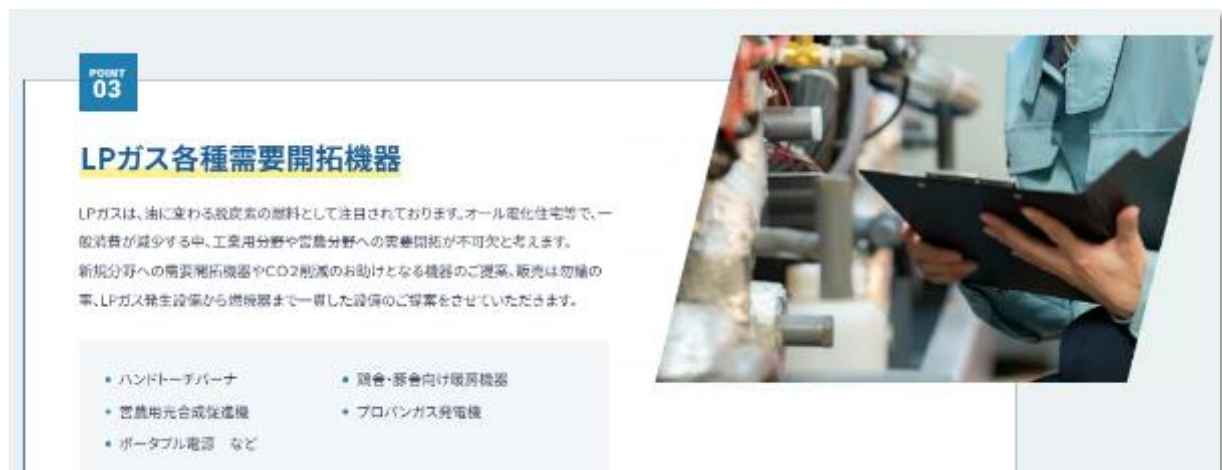 POINT
03
LPガス各種需要開拓機器
LPガスは、油に変わる脱炭素の燃料として注目されております。オール電化住宅等で、一
般消費が減少する中、工業用分野や営農分野への需要開拓が不可欠と考えます。
新規分野への需要開拓機器やCO2削減のお助けとなる機器のご提案、販売は勿論の
事、LPガス発生設備から燃焼器まで一貫した設備のご提案をさせていただきます。
• ハンドトーチバーナ
• 鶏舎・豚舎向け暖房機器
• 営農用光合成促進機
• プロパンガス発電機
• ポータブル電源　など